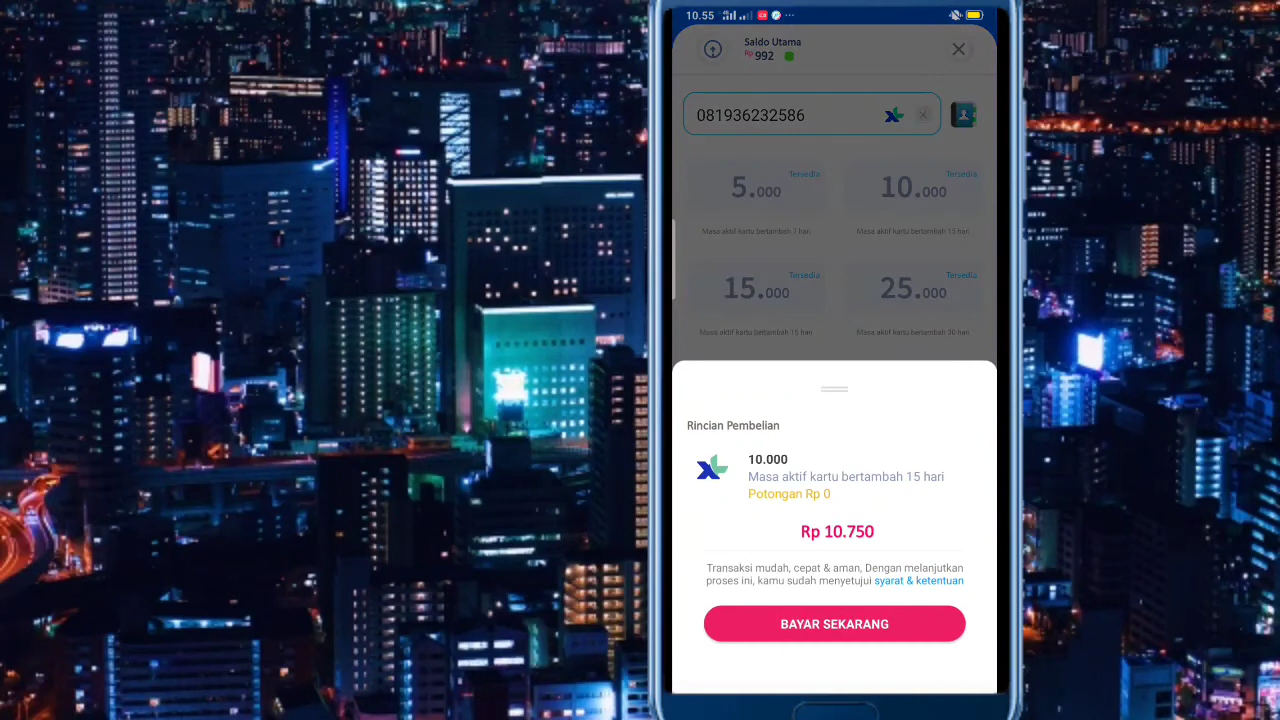 10.55
Saldo Utama
Rp 992
081936232586
Tersedia
5.000
Masa aktif kartu bertambah 7 hari
Tersedia
10.000
Masa aktif kartu bertambah 15 hari
Tersedia
15.000
Masa aktif kartu bertambah 15 hari
Tersedia
25.000
Masa aktif kartu bertambah 30 hari
Rincian Pembelian
XL
10.000
Masa aktif kartu bertambah 15 hari
Potongan Rp 0
Rp 10.750
Transaksi mudah, cepat & aman, Dengan melanjutkan
proses ini, kamu sudah menyetujui syarat & ketentuan
BAYAR SEKARANG